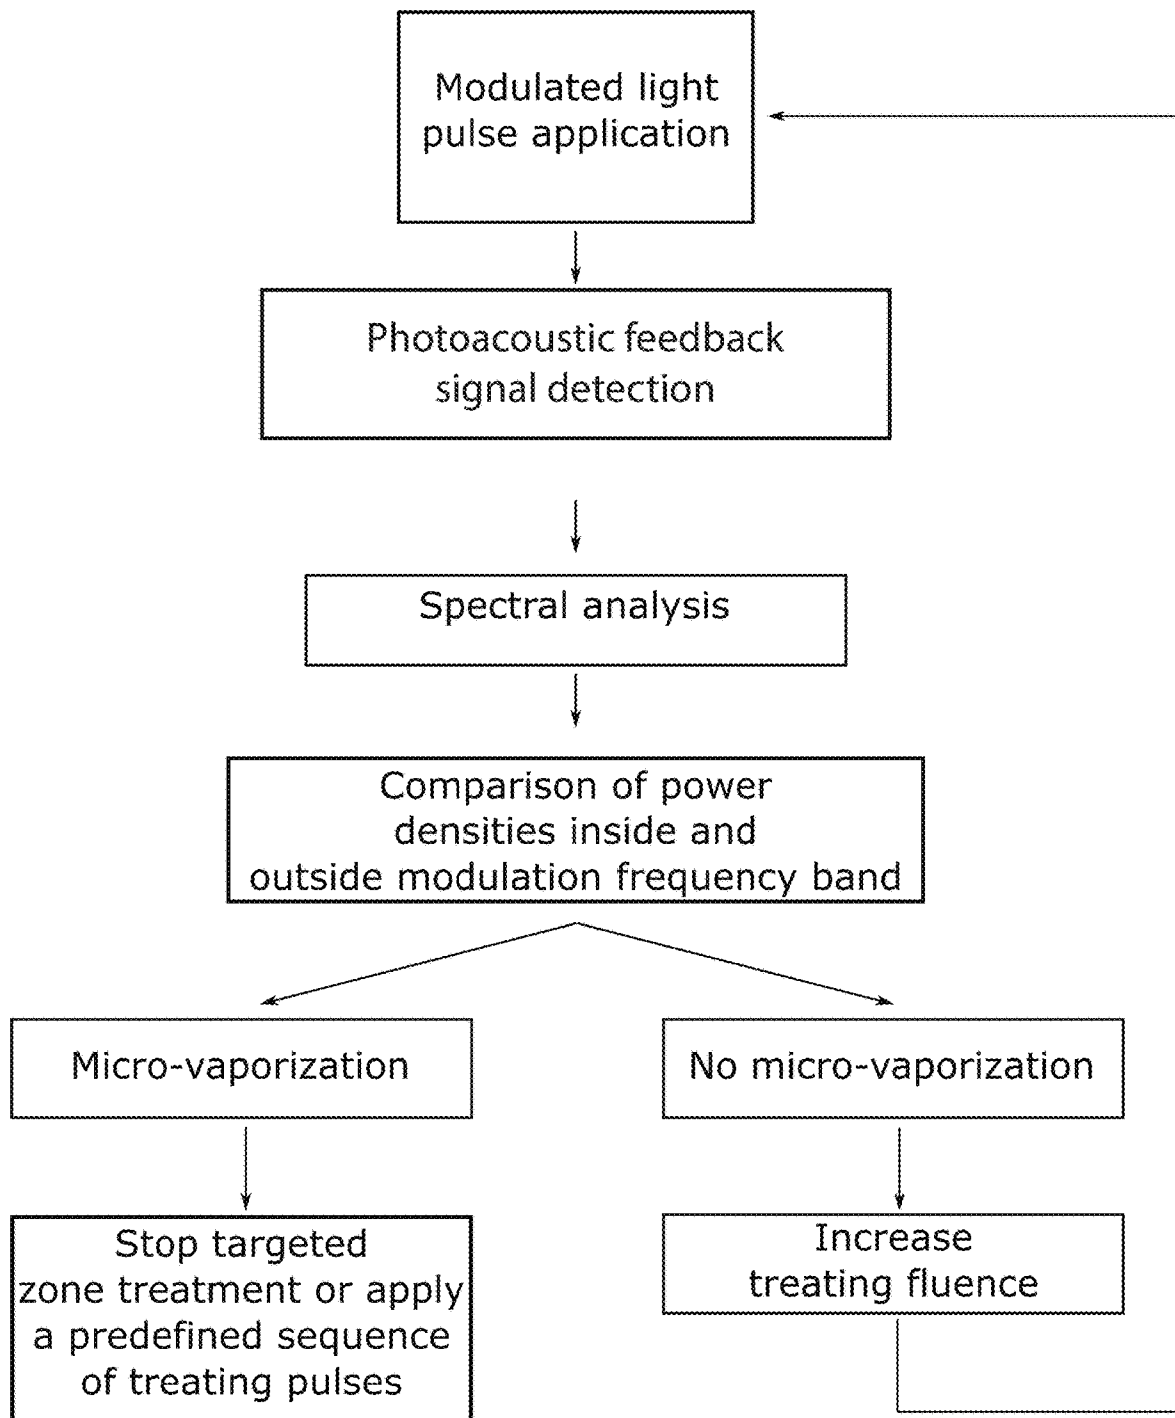 Modulated light
pulse application
Photoacoustic feedback
signal detection
Spectral analysis
Comparison of power
densities inside and
outside modulation frequency band
Micro-vaporization
No micro-vaporization
Stop targeted
zone treatment or apply
a predefined sequence
of treating pulses
Increase
treating fluence